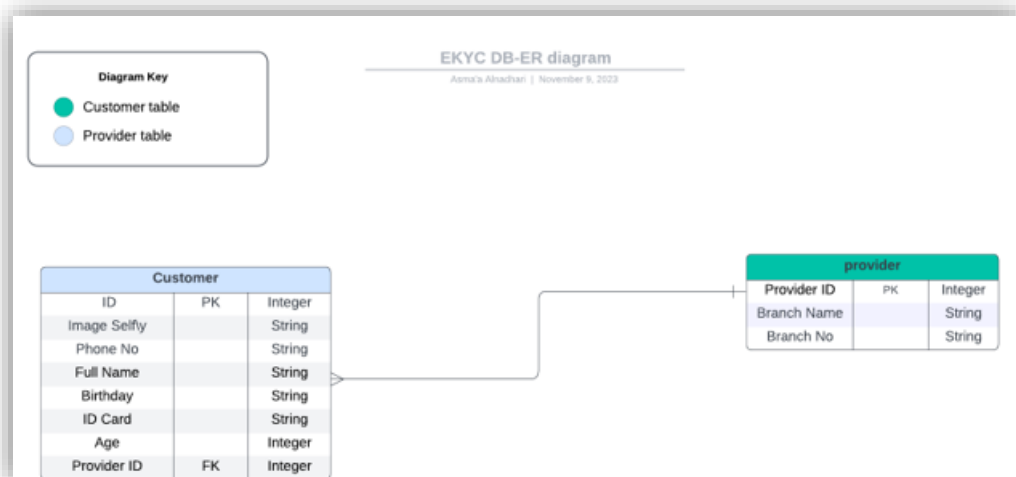 EKYC DB-ER diagram
Asma'a Alnadhari | November 9, 2023
Diagram Key
Customer table
Provider table
Customer
ID PK Integer
Image Selfiy String
Phone No String
Full Name String
Birthday String
ID Card String
Age Integer
Provider ID FK Integer
provider
Provider ID PK Integer
Branch Name String
Branch No String